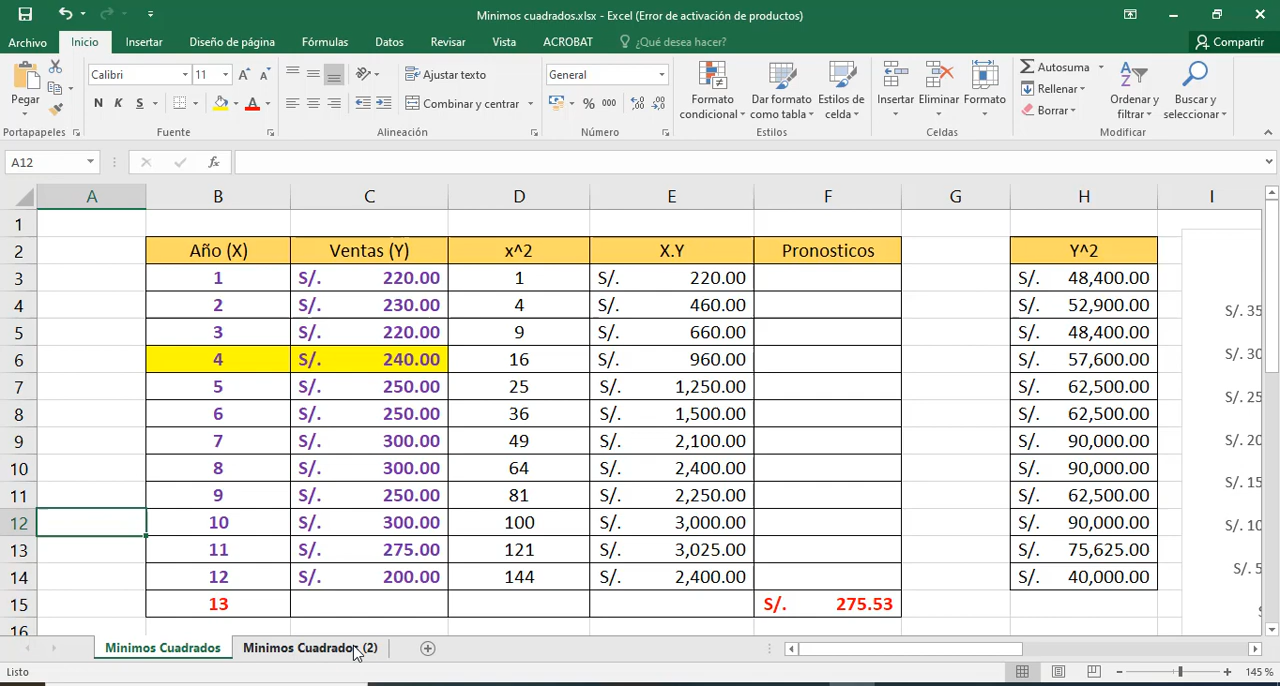 Minimos cuadrados.xlsx - Excel (Error de activación de productos)
Archivo Inicio Insertar Diseño de página Fórmulas Datos Revisar Vista ACROBAT ¿Qué desea hacer? Compartir
Pegar
Portapapeles
Calibri 11
N K S
Fuente
Ajustar texto
Combinar y centrar
Alineación
General
% 000
Número
Formato condicional
Dar formato como tabla
Estilos de celda
Estilos
Insertar
Eliminar
Formato
Celdas
Autosuma
Rellenar
Borrar
Ordenar y filtrar
Buscar y seleccionar
Modificar
A12 fx
A B C D E F G H I
1
2 Año (X) Ventas (Y) x^2 X.Y Pronosticos Y^2
3 1 S/. 220.00 1 S/. 220.00 S/. 48,400.00
4 2 S/. 230.00 4 S/. 460.00 S/. 52,900.00 S/. 35
5 3 S/. 220.00 9 S/. 660.00 S/. 48,400.00 S/. 30
6 4 S/. 240.00 16 S/. 960.00 S/. 57,600.00
7 5 S/. 250.00 25 S/. 1,250.00 S/. 62,500.00 S/. 25
8 6 S/. 250.00 36 S/. 1,500.00 S/. 62,500.00
9 7 S/. 300.00 49 S/. 2,100.00 S/. 90,000.00 S/. 20
10 8 S/. 300.00 64 S/. 2,400.00 S/. 90,000.00
11 9 S/. 250.00 81 S/. 2,250.00 S/. 62,500.00 S/. 15
12 10 S/. 300.00 100 S/. 3,000.00 S/. 90,000.00 S/. 10
13 11 S/. 275.00 121 S/. 3,025.00 S/. 75,625.00
14 12 S/. 200.00 144 S/. 2,400.00 S/. 40,000.00 S/. 5
15 13 S/. 275.53
16
Minimos Cuadrados Minimos Cuadrados (2)
Listo 145 %